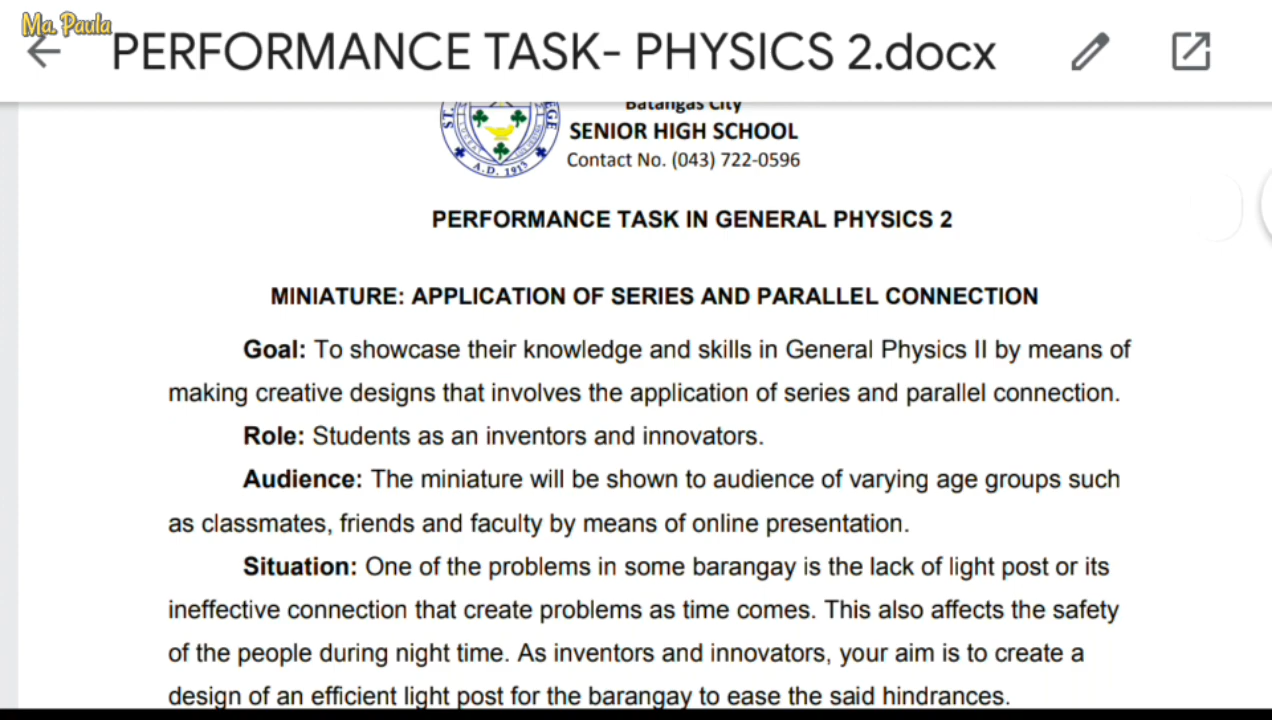 Ma. Paula
PERFORMANCE TASK- PHYSICS 2.docx
Batangas City
SENIOR HIGH SCHOOL
Contact No. (043) 722-0596
ST.
EGE
A.D. 1913
PERFORMANCE TASK IN GENERAL PHYSICS 2
MINIATURE: APPLICATION OF SERIES AND PARALLEL CONNECTION
Goal: To showcase their knowledge and skills in General Physics II by means of
making creative designs that involves the application of series and parallel connection.
Role: Students as an inventors and innovators.
Audience: The miniature will be shown to audience of varying age groups such
as classmates, friends and faculty by means of online presentation.
Situation: One of the problems in some barangay is the lack of light post or its
ineffective connection that create problems as time comes. This also affects the safety
of the people during night time. As inventors and innovators, your aim is to create a
design of an efficient light post for the barangay to ease the said hindrances.